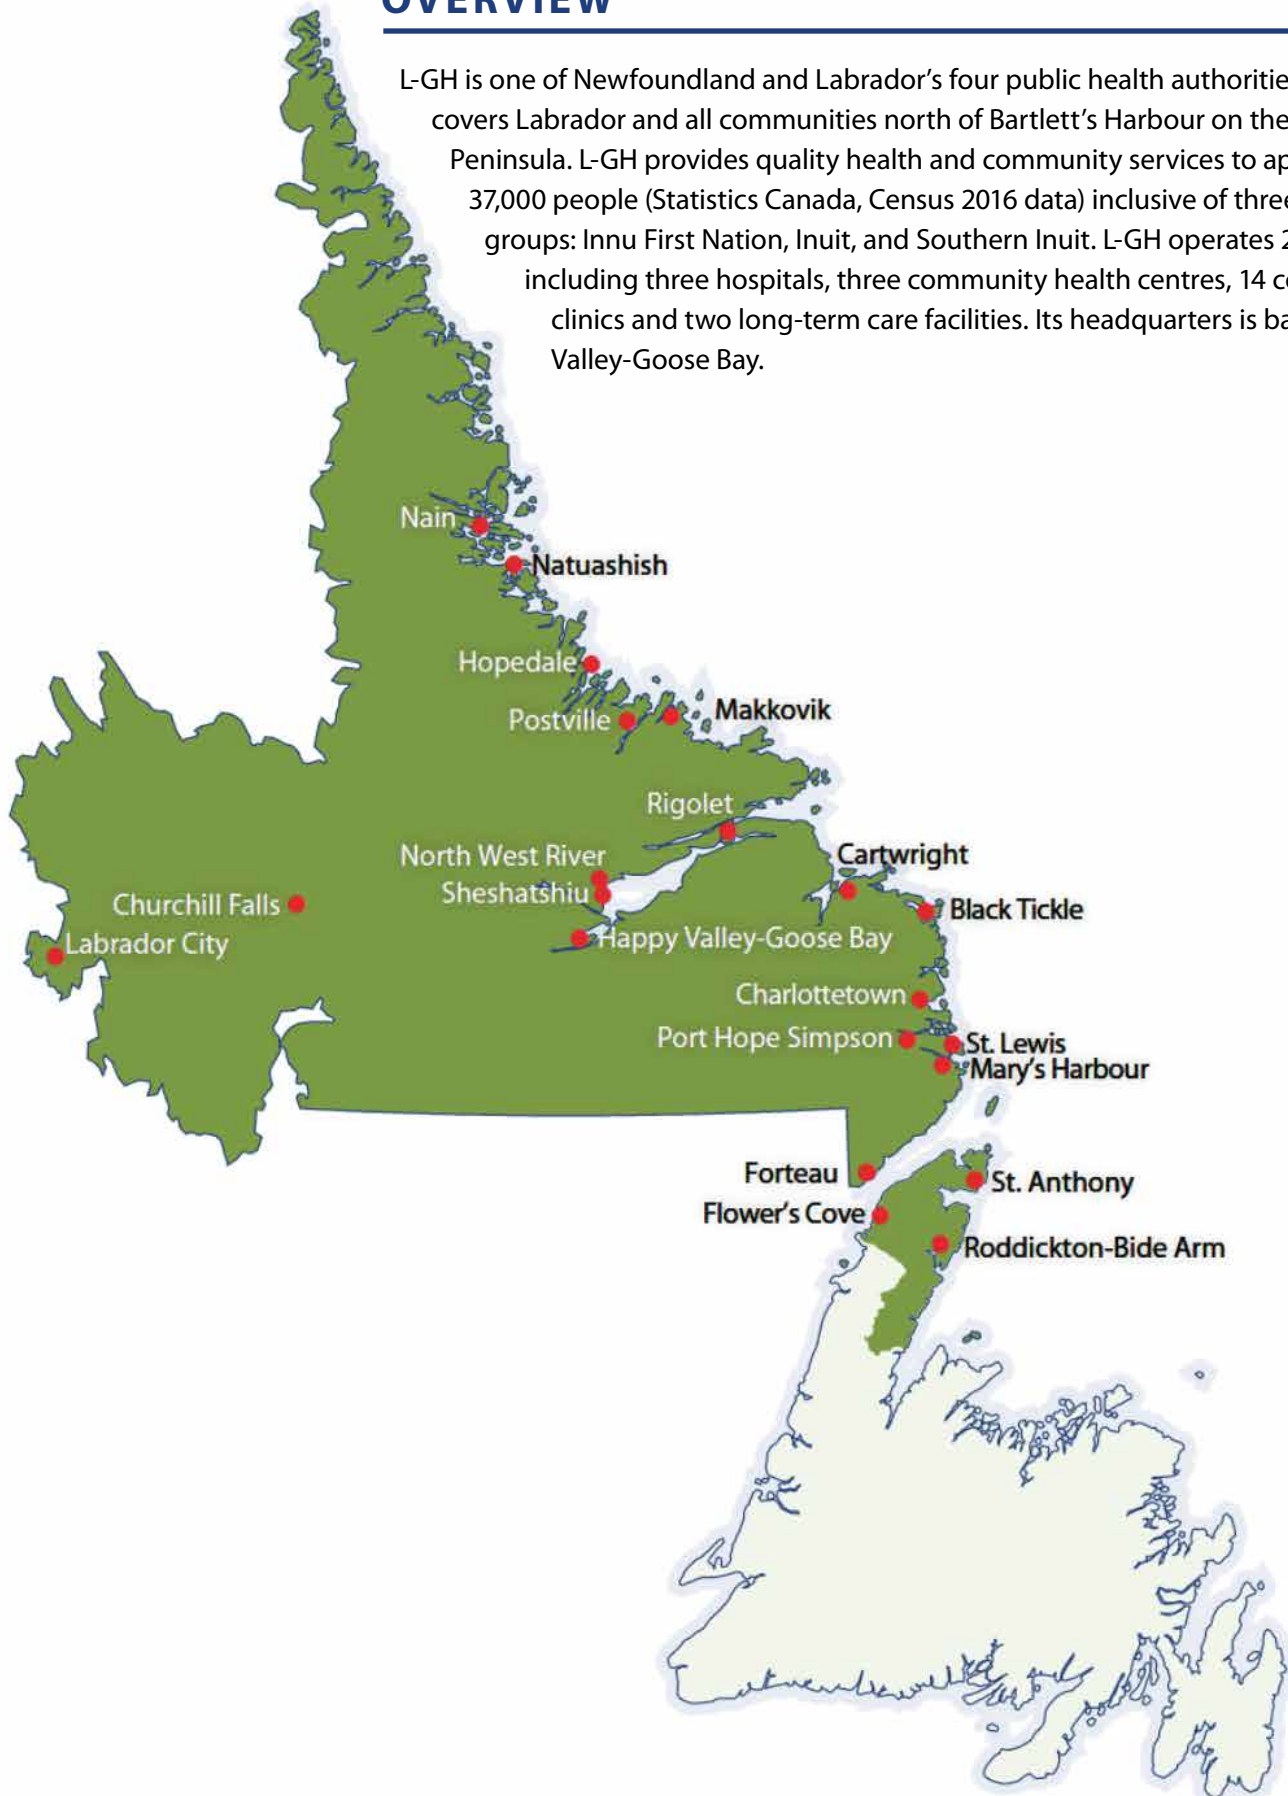 OVERVIEW
L-GH is one of Newfoundland and Labrador's four public health authoritie
covers Labrador and all communities north of Bartlett's Harbour on the
Peninsula. L-GH provides quality health and community services to ap
37,000 people (Statistics Canada, Census 2016 data) inclusive of three
groups: Innu First Nation, Inuit, and Southern Inuit. L-GH operates 2
including three hospitals, three community health centres, 14 co
clinics and two long-term care facilities. Its headquarters is ba
Valley-Goose Bay.
Nain
Natuashish
Hopedale
Makkovik
Postville
Rigolet
North West River
Cartwright
Sheshatshiu
Churchill Falls
Black Tickle
Labrador City
Happy Valley-Goose Bay
Charlottetown
Port Hope Simpson
St. Lewis
Mary's Harbour
Forteau
St. Anthony
Flower's Cove
Roddickton-Bide Arm